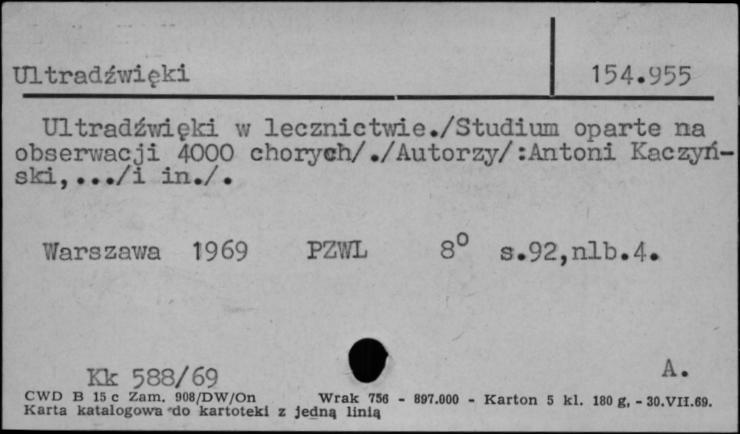 Ultradźwięki 154.955
Ultradźwięki w lecznictwie./Studium oparte na
obserwacji 4000 chorych/./Autorzy/:Antoni Kaczyń-
ski,.../i in./.
Warszawa 1969 PZWL 8° s.92,nlb.4.
Kk 588/69 A.
CWD B 15 c Zam. 908/DW/On Wrak 756 - 897.000 - Karton 5 kl. 180 g, - 30.VII.69.
Karta katalogowa do kartoteki z jedną linią